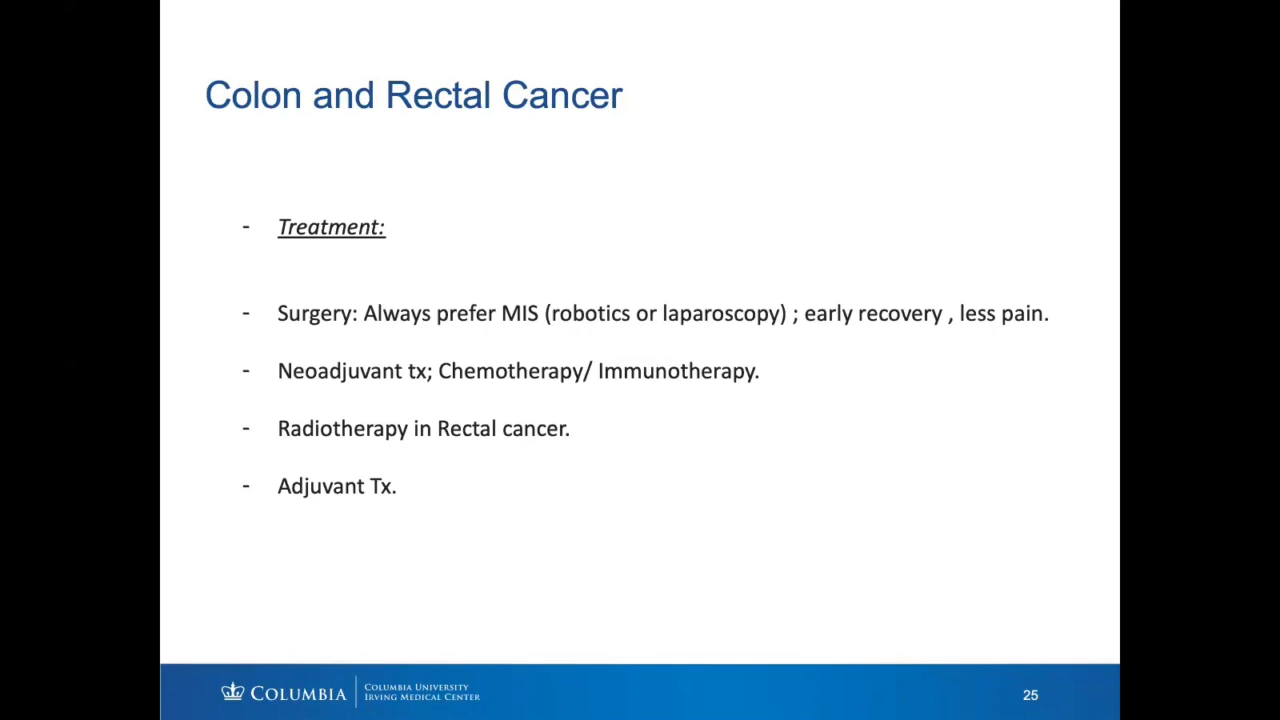 Colon and Rectal Cancer
- Treatment:
- Surgery: Always prefer MIS (robotics or laparoscopy) ; early recovery , less pain.
- Neoadjuvant tx; Chemotherapy/ Immunotherapy.
- Radiotherapy in Rectal cancer.
- Adjuvant Tx.
COLUMBIA
COLUMBIA UNIVERSITY
IRVING MEDICAL CENTER
25